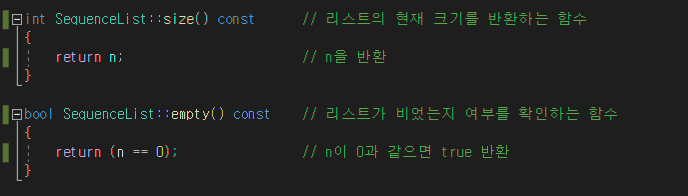 int SequenceList::size() const // 리스트의 현재 크기를 반환하는 함수
{
return n; // n을 반환
}
bool SequenceList::empty() const // 리스트가 비었는지 여부를 확인하는 함수
{
return (n == 0); // n이 0과 같으면 true 반환
}